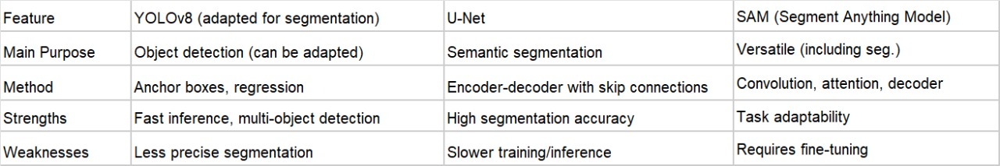 Feature YOLOv8 (adapted for segmentation) U-Net SAM (Segment Anything Model)
Main Purpose Object detection (can be adapted) Semantic segmentation Versatile (including seg.)
Method Anchor boxes, regression Encoder-decoder with skip connections Convolution, attention, decoder
Strengths Fast inference, multi-object detection High segmentation accuracy Task adaptability
Weaknesses Less precise segmentation Slower training/inference Requires fine-tuning